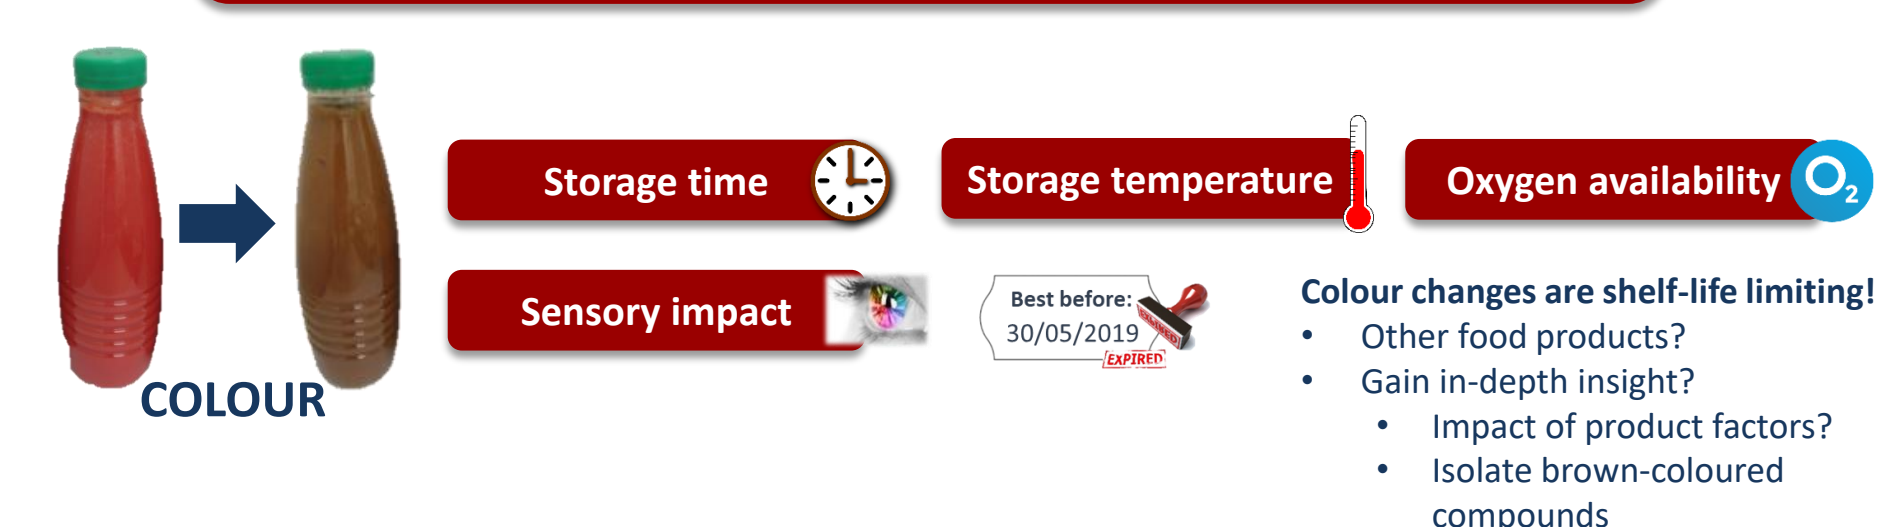 Storage time
Storage temperature
Oxygen availability
O2
Sensory impact
Best before:
30/05/2019
EXPIRED
EXPIRED
COLOUR
Colour changes are shelf-life limiting!
• Other food products?
• Gain in-depth insight?
• Impact of product factors?
• Isolate brown-coloured
compounds